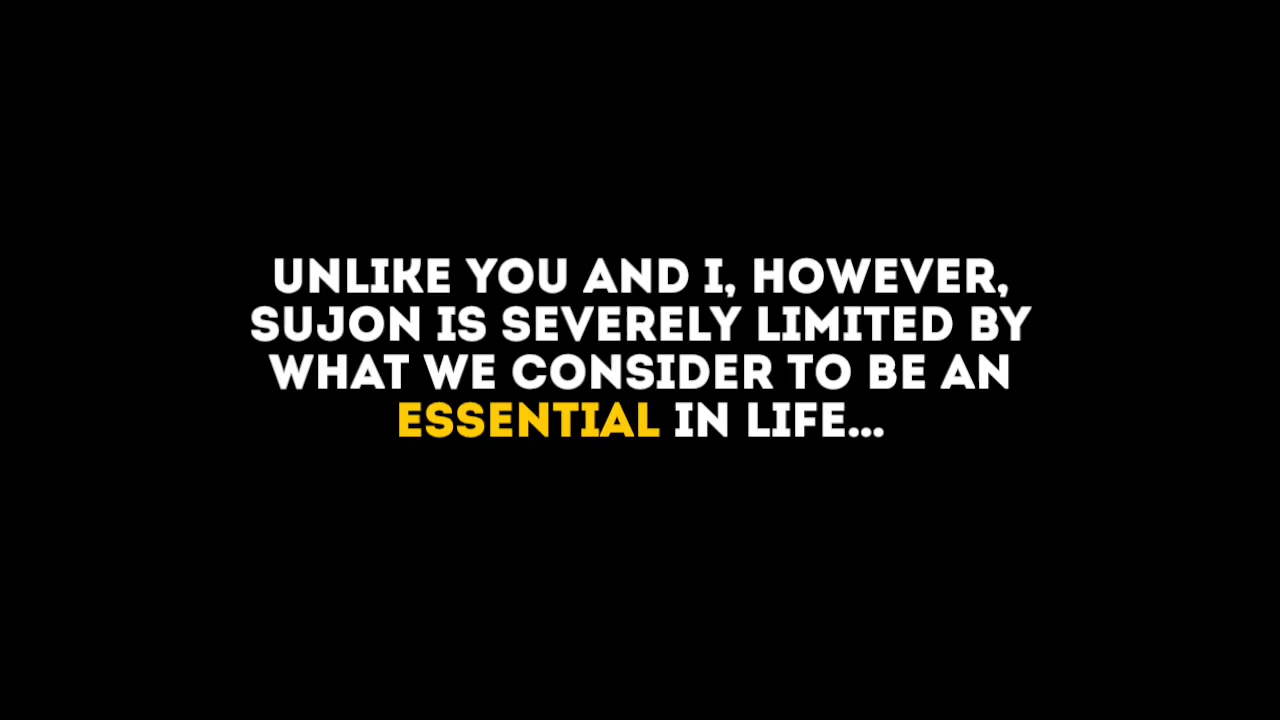 UNLIKE YOU AND I, HOWEVER,
SUJON IS SEVERELY LIMITED BY
WHAT WE CONSIDER TO BE AN
ESSENTIAL IN LIFE...